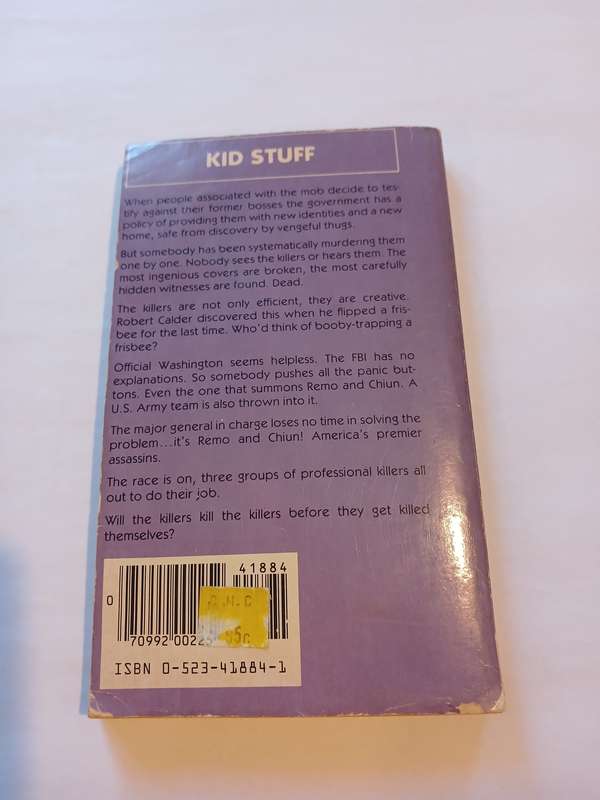 KID STUFF
When people associated with the mob decide to tes-
tify against their former bosses the government has a
policy of providing them with new identities and a new
home, safe from discovery by vengeful thugs.
But somebody has been systematically murdering them
one by one. Nobody sees the killers or hears them. The
most ingenious covers are broken, the most carefully
hidden witnesses are found. Dead.
The killers are not only efficient, they are creative.
Robert Calder discovered this when he flipped a fris-
bee for the last time. Who'd think of booby-trapping a
frisbee?
Official Washington seems helpless. The FBI has no
explanations. So somebody pushes all the panic but-
tons. Even the one that summons Remo and Chiun. A
U.S. Army team is also thrown into it.
The major general in charge loses no time in solving the
problem...it's Remo and Chiun! America's premier
assassins.
The race is on, three groups of professional killers all
out to do their job.
Will the killers kill the killers before they get killed
themselves?
41884
0
70992 002
ISBN 0-523-41884-1